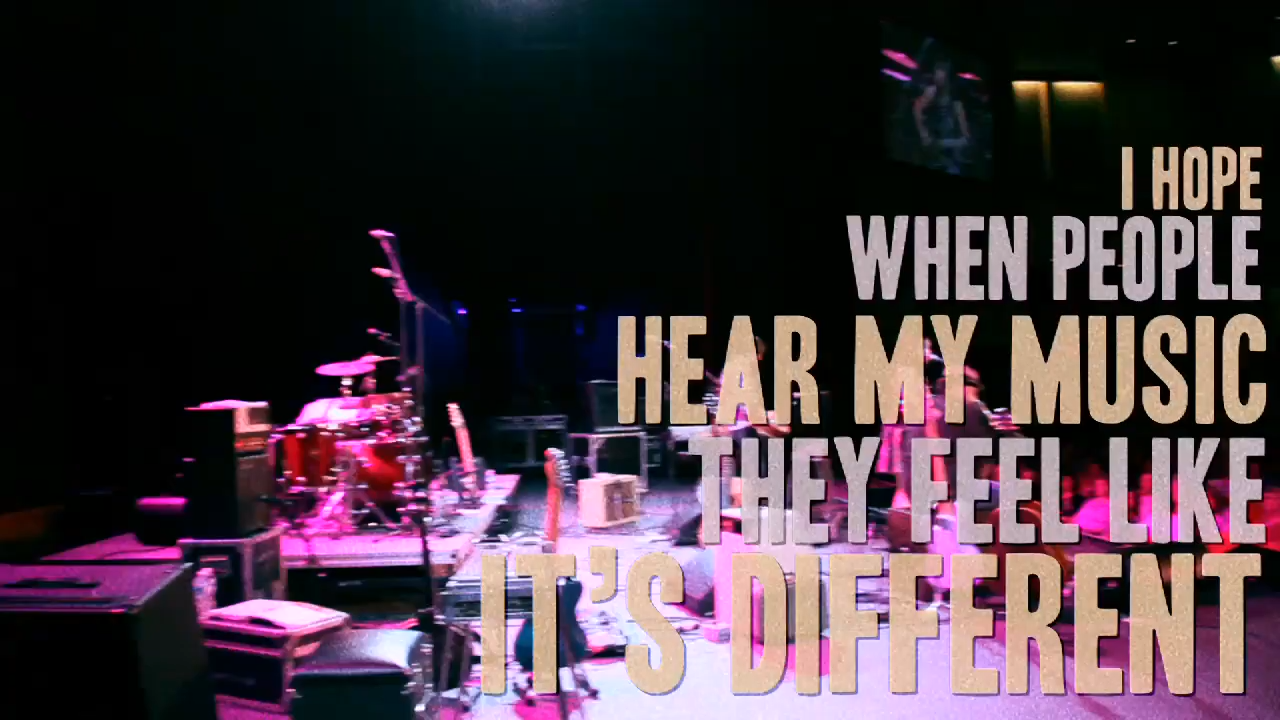 I HOPE
WHEN PEOPLE
HEAR MY MUSIC
THEY FEEL LIKE
IT'S DIFFERENT